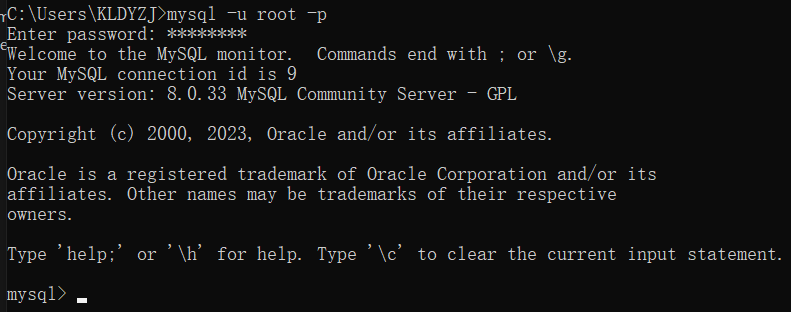 C:\Users\KLDYZJ>mysql -u root -p
Enter password: ********
Welcome to the MySQL monitor.  Commands end with ; or \g.
Your MySQL connection id is 9
Server version: 8.0.33 MySQL Community Server - GPL

Copyright (c) 2000, 2023, Oracle and/or its affiliates.

Oracle is a registered trademark of Oracle Corporation and/or its
affiliates. Other names may be trademarks of their respective
owners.

Type 'help;' or '\h' for help. Type '\c' to clear the current input statement.

mysql>